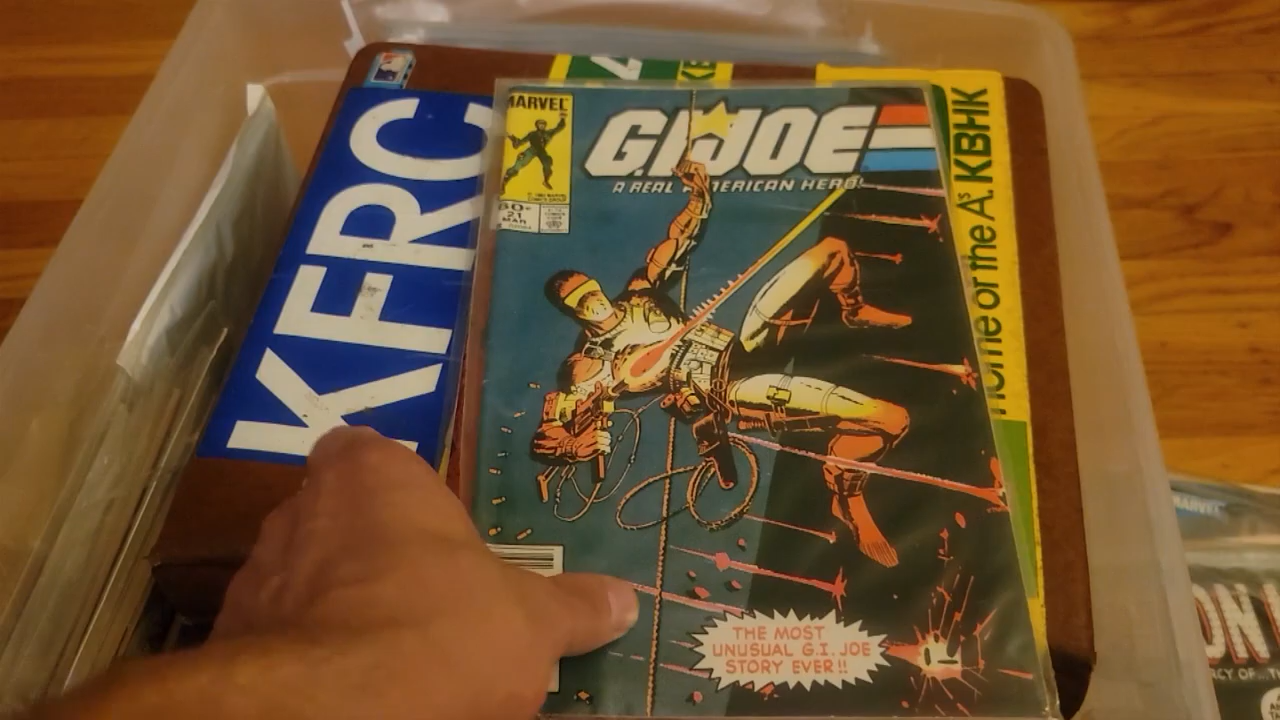 KFRC
KBHK
Home of the A's
MARVEL
G.I. JOE
A REAL AMERICAN HERO!
60¢
21
MAR
THE MOST
UNUSUAL G.I. JOE
STORY EVER!!
MARVEL